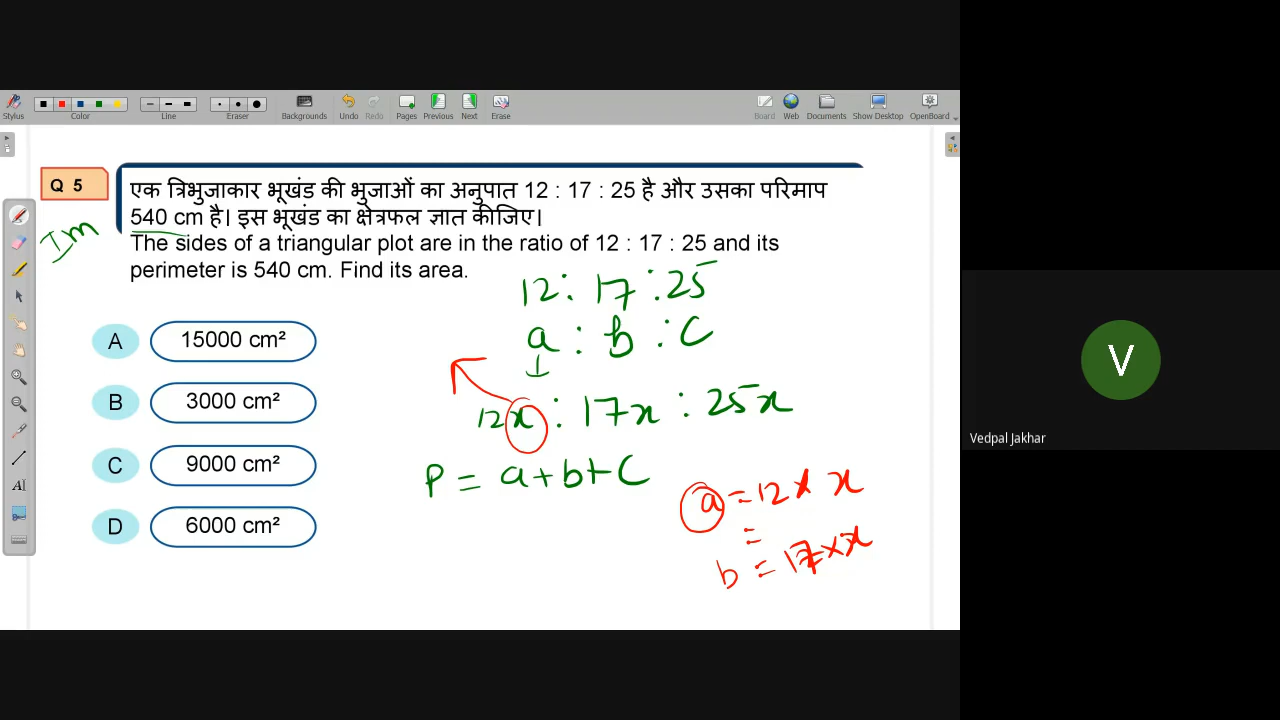 Stylus
Color
Line
Eraser
Backgrounds
Undo
Redo
Pages
Previous
Next
Erase
Board
Web
Documents
Show Desktop
OpenBoard
Q 5
Im
एक त्रिभुजाकार भूखंड की भुजाओं का अनुपात 12 : 17 : 25 है और उसका परिमाप
540 cm है। इस भूखंड का क्षेत्रफल ज्ञात कीजिए।
The sides of a triangular plot are in the ratio of 12 : 17 : 25 and its
perimeter is 540 cm. Find its area.
12 : 17 : 25
a : b : c
12x : 17x : 25x
P = a+b+c
a = 12 × x
=
b = 17 × x
A 15000 cm²
B 3000 cm²
C 9000 cm²
D 6000 cm²
V
Vedpal Jakhar